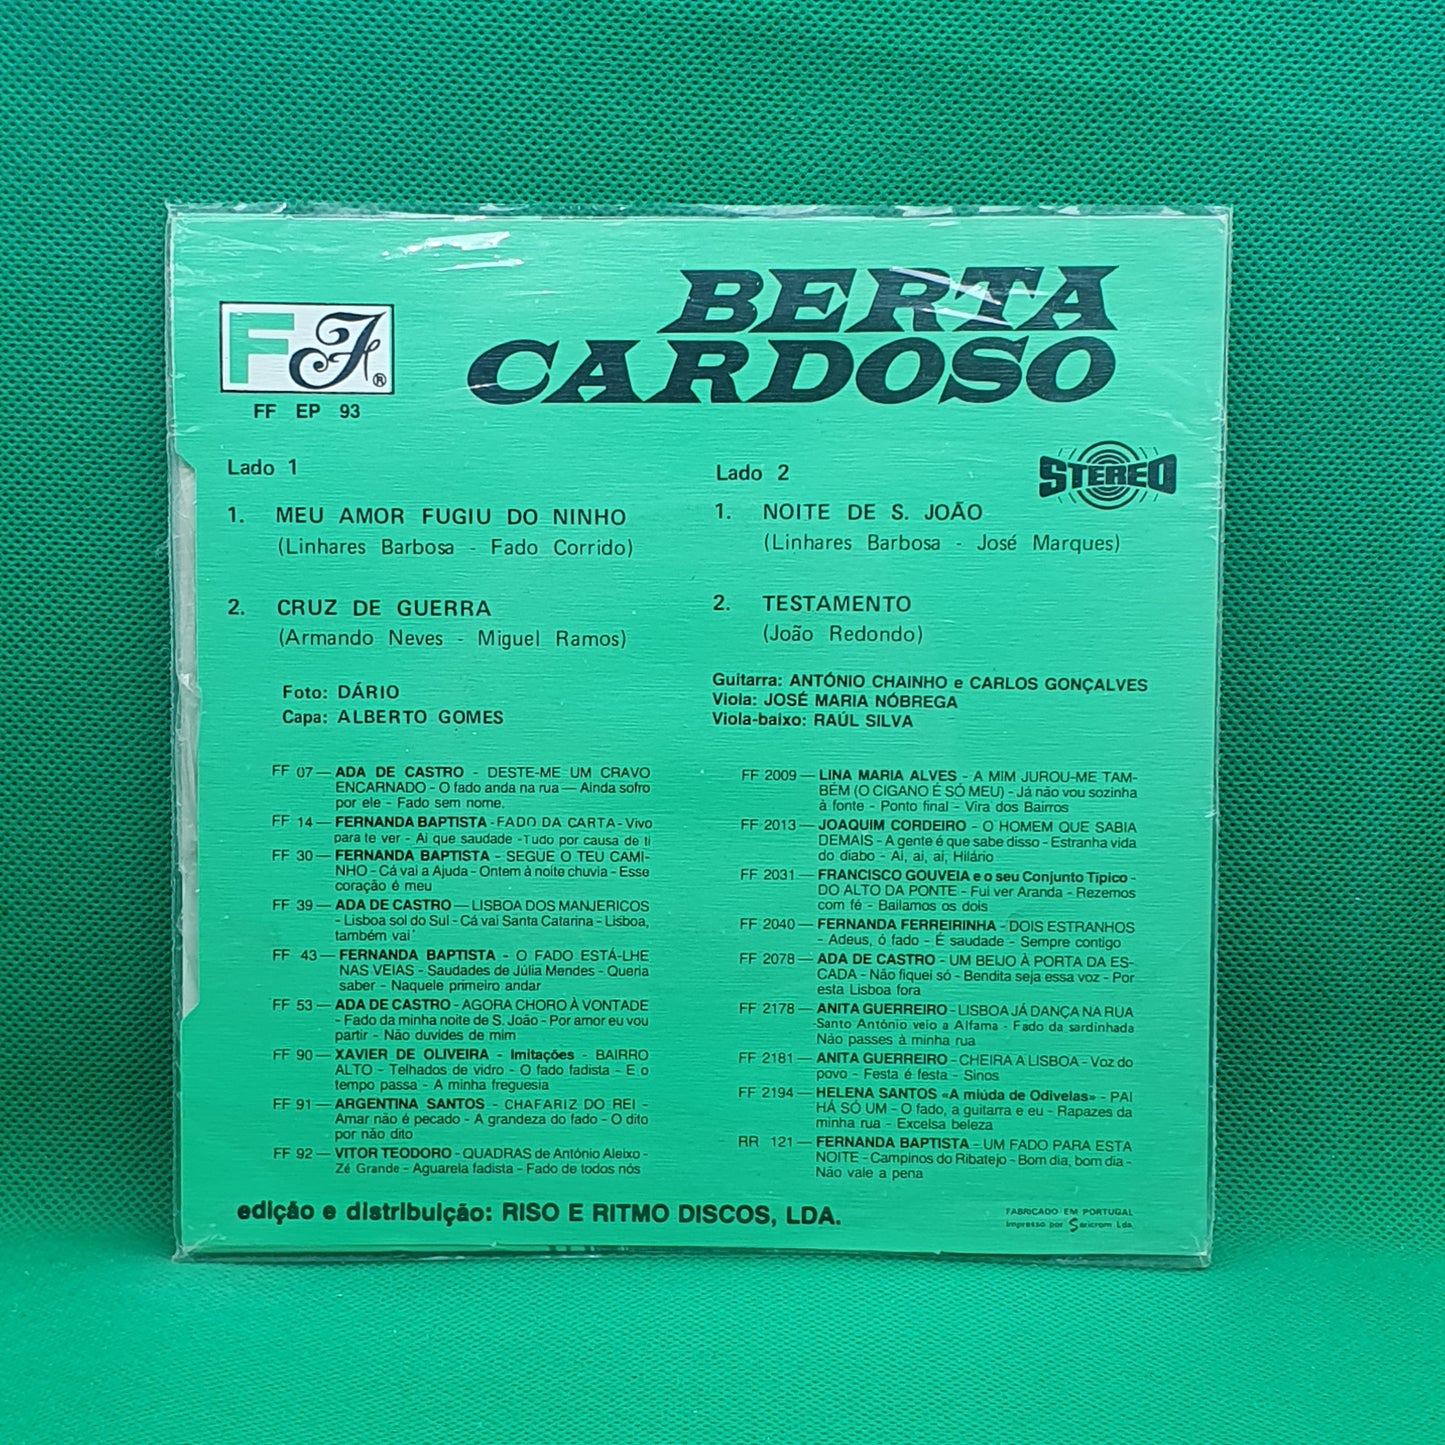 BERTA
CARDOSO
F F ®
FF EP 93
STEREO
Lado 1
1. MEU AMOR FUGIU DO NINHO
(Linhares Barbosa - Fado Corrido)
2. CRUZ DE GUERRA
(Armando Neves - Miguel Ramos)
Foto: DÁRIO
Capa: ALBERTO GOMES
Lado 2
1. NOITE DE S. JOÃO
(Linhares Barbosa - José Marques)
2. TESTAMENTO
(João Redondo)
Guitarra: ANTÓNIO CHAINHO e CARLOS GONÇALVES
Viola: JOSÉ MARIA NÓBREGA
Viola-baixo: RAÚL SILVA
FF 07 — ADA DE CASTRO - DESTE-ME UM CRAVO
ENCARNADO - O fado anda na rua — Ainda sofro
por ele - Fado sem nome.
FF 14 — FERNANDA BAPTISTA - FADO DA CARTA - Vivo
para te ver - Ai que saudade - Tudo por causa de ti
FF 30 — FERNANDA BAPTISTA - SEGUE O TEU CAMI-
NHO - Cá vai a Ajuda - Ontem à noite chuvia - Esse
coração é meu
FF 39 — ADA DE CASTRO — LISBOA DOS MANJERICOS
- Lisboa sol do Sul - Cá vai Santa Catarina - Lisboa,
também vai
FF 43 — FERNANDA BAPTISTA - O FADO ESTÁ-LHE
NAS VEIAS - Saudades de Júlia Mendes - Queria
saber - Naquele primeiro andar
FF 53 — ADA DE CASTRO - AGORA CHORO À VONTADE
- Fado da minha noite de S. João - Por amor eu vou
partir - Não duvides de mim
FF 90 — XAVIER DE OLIVEIRA - Imitações - BAIRRO
ALTO - Telhados de vidro - O fado fadista - E o
tempo passa - A minha freguesia
FF 91 — ARGENTINA SANTOS - CHAFARIZ DO REI -
Amar não é pecado - A grandeza do fado - O dito
por não dito
FF 92 — VITOR TEODORO - QUADRAS de António Aleixo -
Zé Grande - Aguarela fadista - Fado de todos nós
FF 2009 — LINA MARIA ALVES - A MIM JUROU-ME TAM-
BÉM (O CIGANO É SÓ MEU) - Já não vou sozinha
à fonte - Ponto final - Vira dos Bairros
FF 2013 — JOAQUIM CORDEIRO - O HOMEM QUE SABIA
DEMAIS - A gente é que sabe disso - Estranha vida
do diabo - Ai, ai, ai, Hilário
FF 2031 — FRANCISCO GOUVEIA e o seu Conjunto Típico -
DO ALTO DA PONTE - Fui ver Aranda - Rezemos
com fé - Bailamos os dois
FF 2040 — FERNANDA FERREIRINHA - DOIS ESTRANHOS
- Adeus, ó fado - É saudade - Sempre contigo
FF 2078 — ADA DE CASTRO - UM BEIJO À PORTA DA ES-
CADA - Não fiquei só - Bendita seja essa voz - Por
esta Lisboa fora
FF 2178 — ANITA GUERREIRO - LISBOA JÁ DANÇA NA RUA
-Santo António veio a Alfama - Fado da sardinhada
Não passes à minha rua
FF 2181 — ANITA GUERREIRO - CHEIRA A LISBOA - Voz do
povo - Festa é festa - Sinos
FF 2194 — HELENA SANTOS «A miúda de Odivelas» - PAI
HÁ SÓ UM - O fado, a guitarra e eu - Rapazes da
minha rua - Excelsa beleza
RR 121 — FERNANDA BAPTISTA - UM FADO PARA ESTA
NOITE - Campinos do Ribatejo - Bom dia, bom dia -
Não vale a pena
edição e distribuição: RISO E RITMO DISCOS, LDA.
FABRICADO EM PORTUGAL
Impresso por Saricrom Lda.